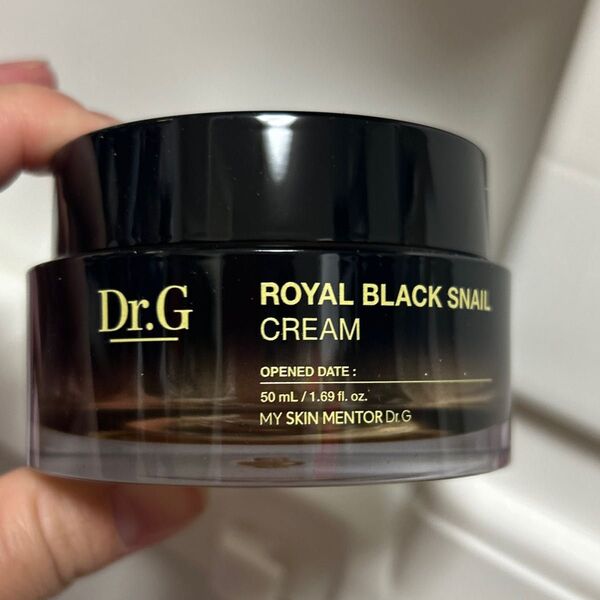 Dr.G
ROYAL BLACK SNAIL
CREAM
OPENED DATE :
50 mL / 1.69 fl. oz.
MY SKIN MENTOR Dr.G